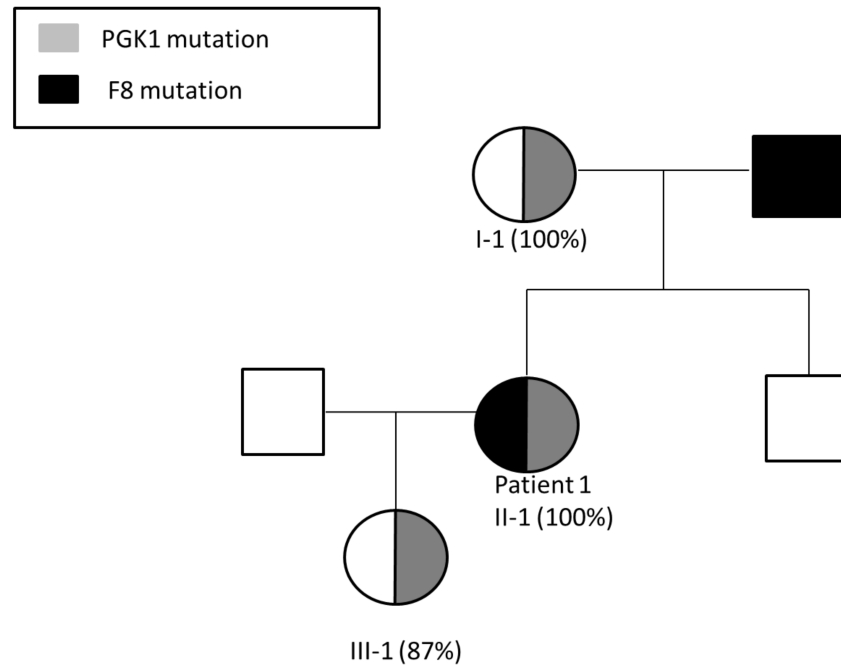 PGK1 mutation
F8 mutation
I-1 (100%)
Patient 1
II-1 (100%)
III-1 (87%)